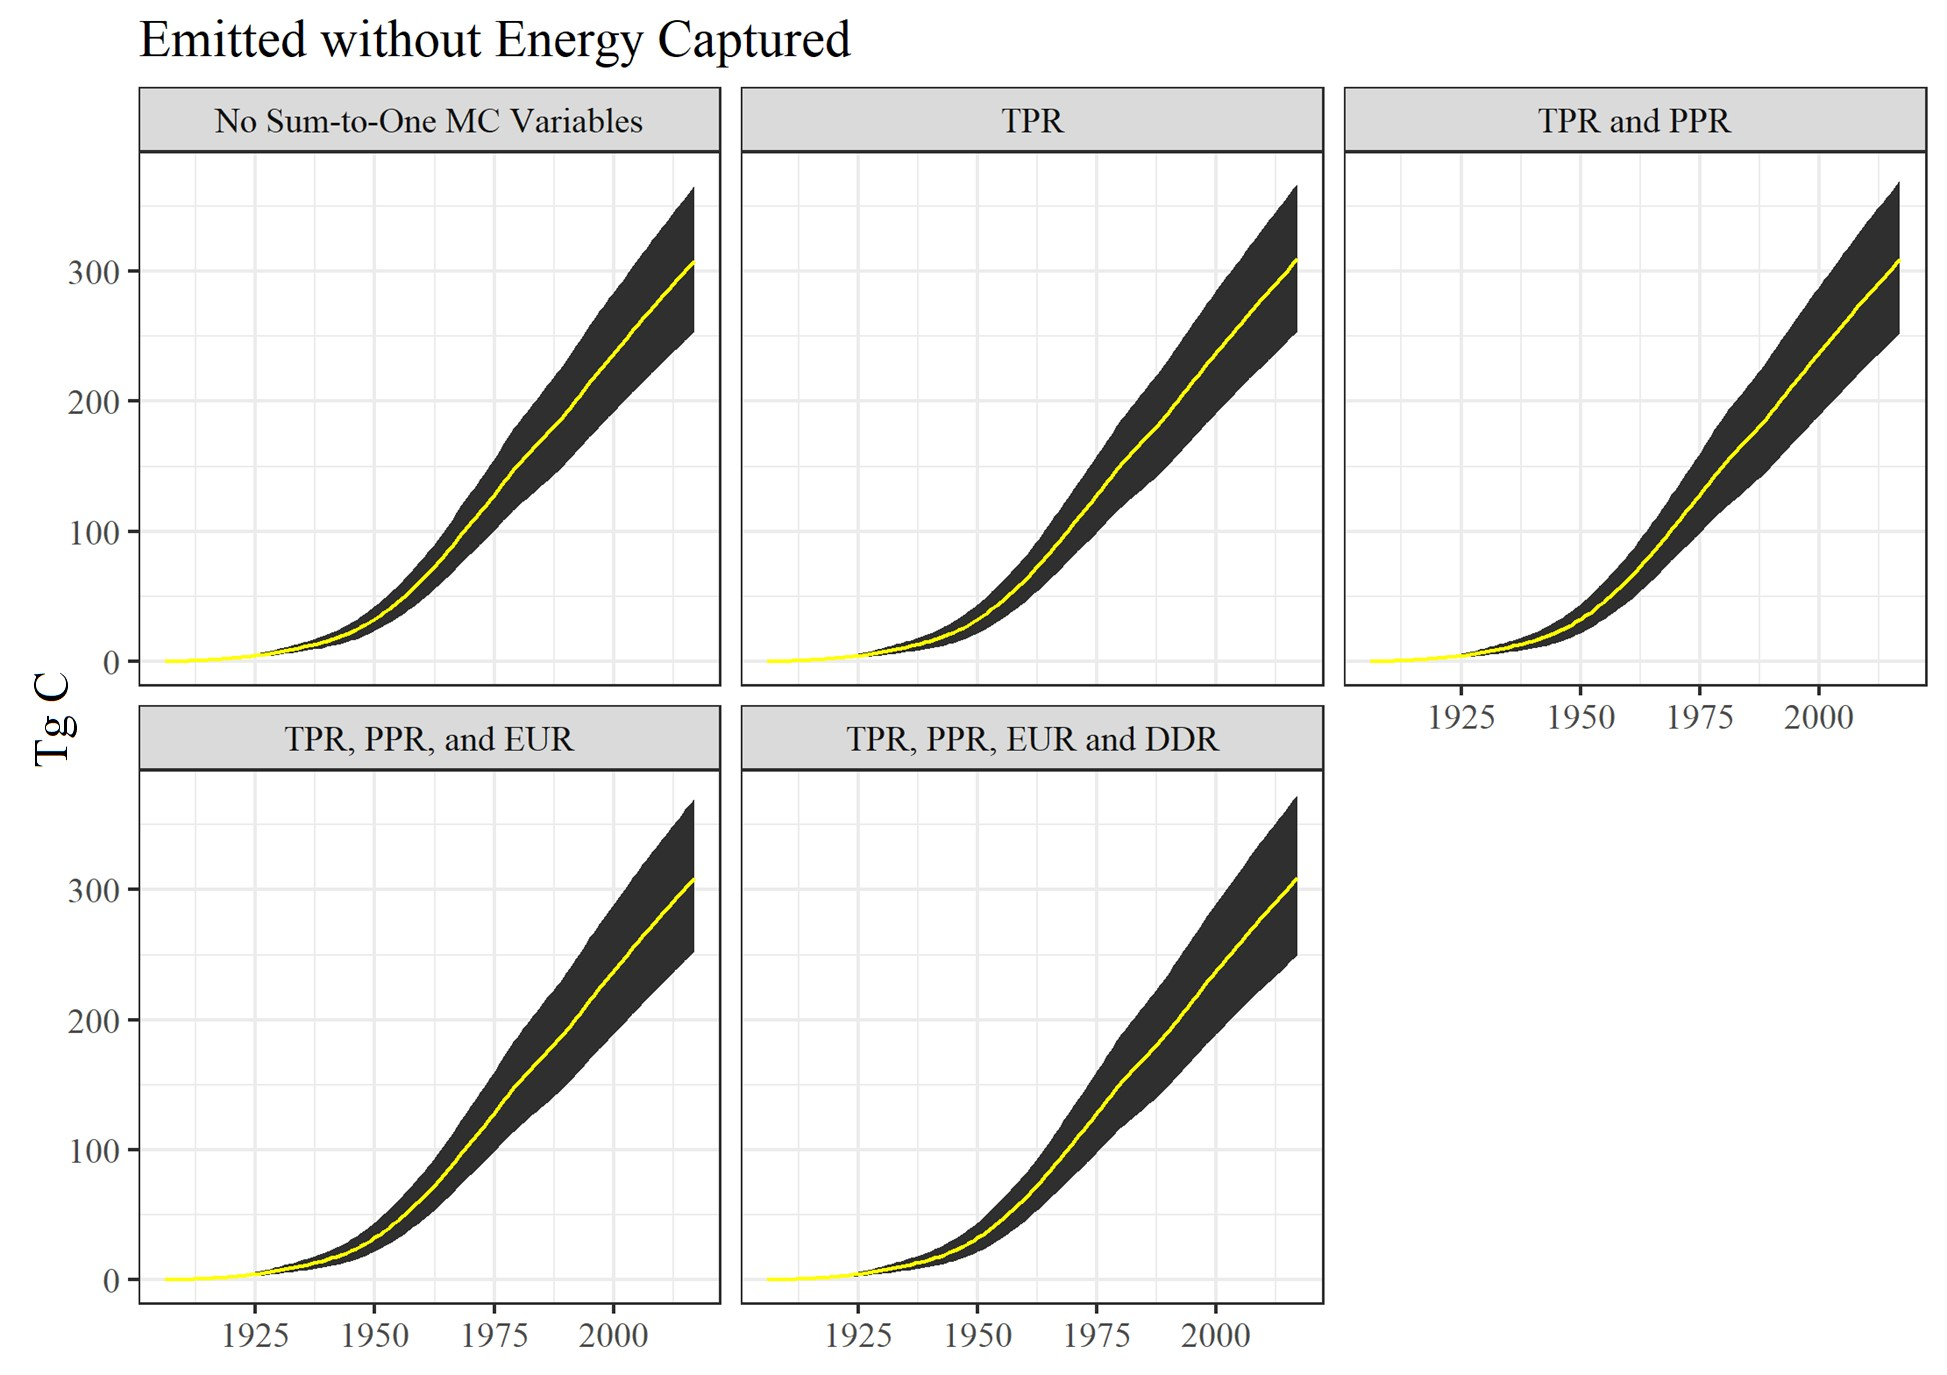 Emitted without Energy Captured
No Sum-to-One MC Variables
TPR
TPR and PPR
300
200
100
0
1925 1950 1975 2000
Tg C
TPR, PPR, and EUR
TPR, PPR, EUR and DDR
300
200
100
0
1925 1950 1975 2000
1925 1950 1975 2000